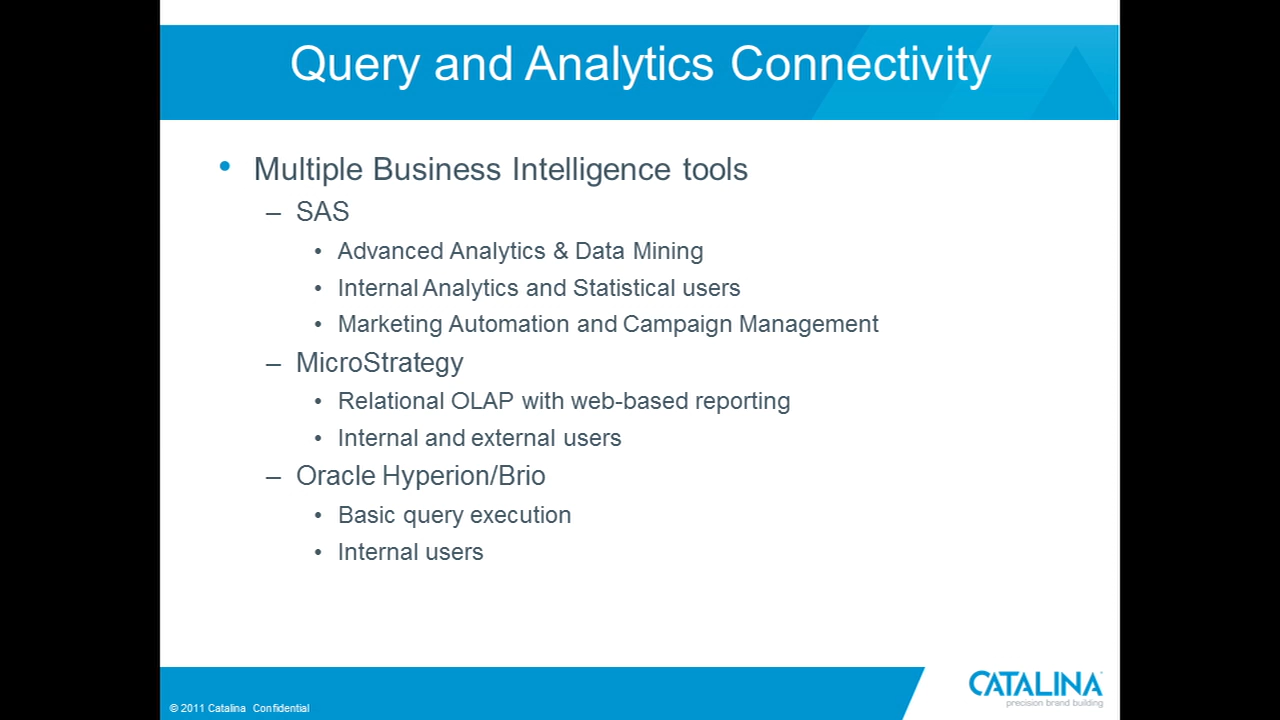 Query and Analytics Connectivity
• Multiple Business Intelligence tools
– SAS
• Advanced Analytics & Data Mining
• Internal Analytics and Statistical users
• Marketing Automation and Campaign Management
– MicroStrategy
• Relational OLAP with web-based reporting
• Internal and external users
– Oracle Hyperion/Brio
• Basic query execution
• Internal users
CATALINA
precision brand building
© 2011 Catalina Confidential